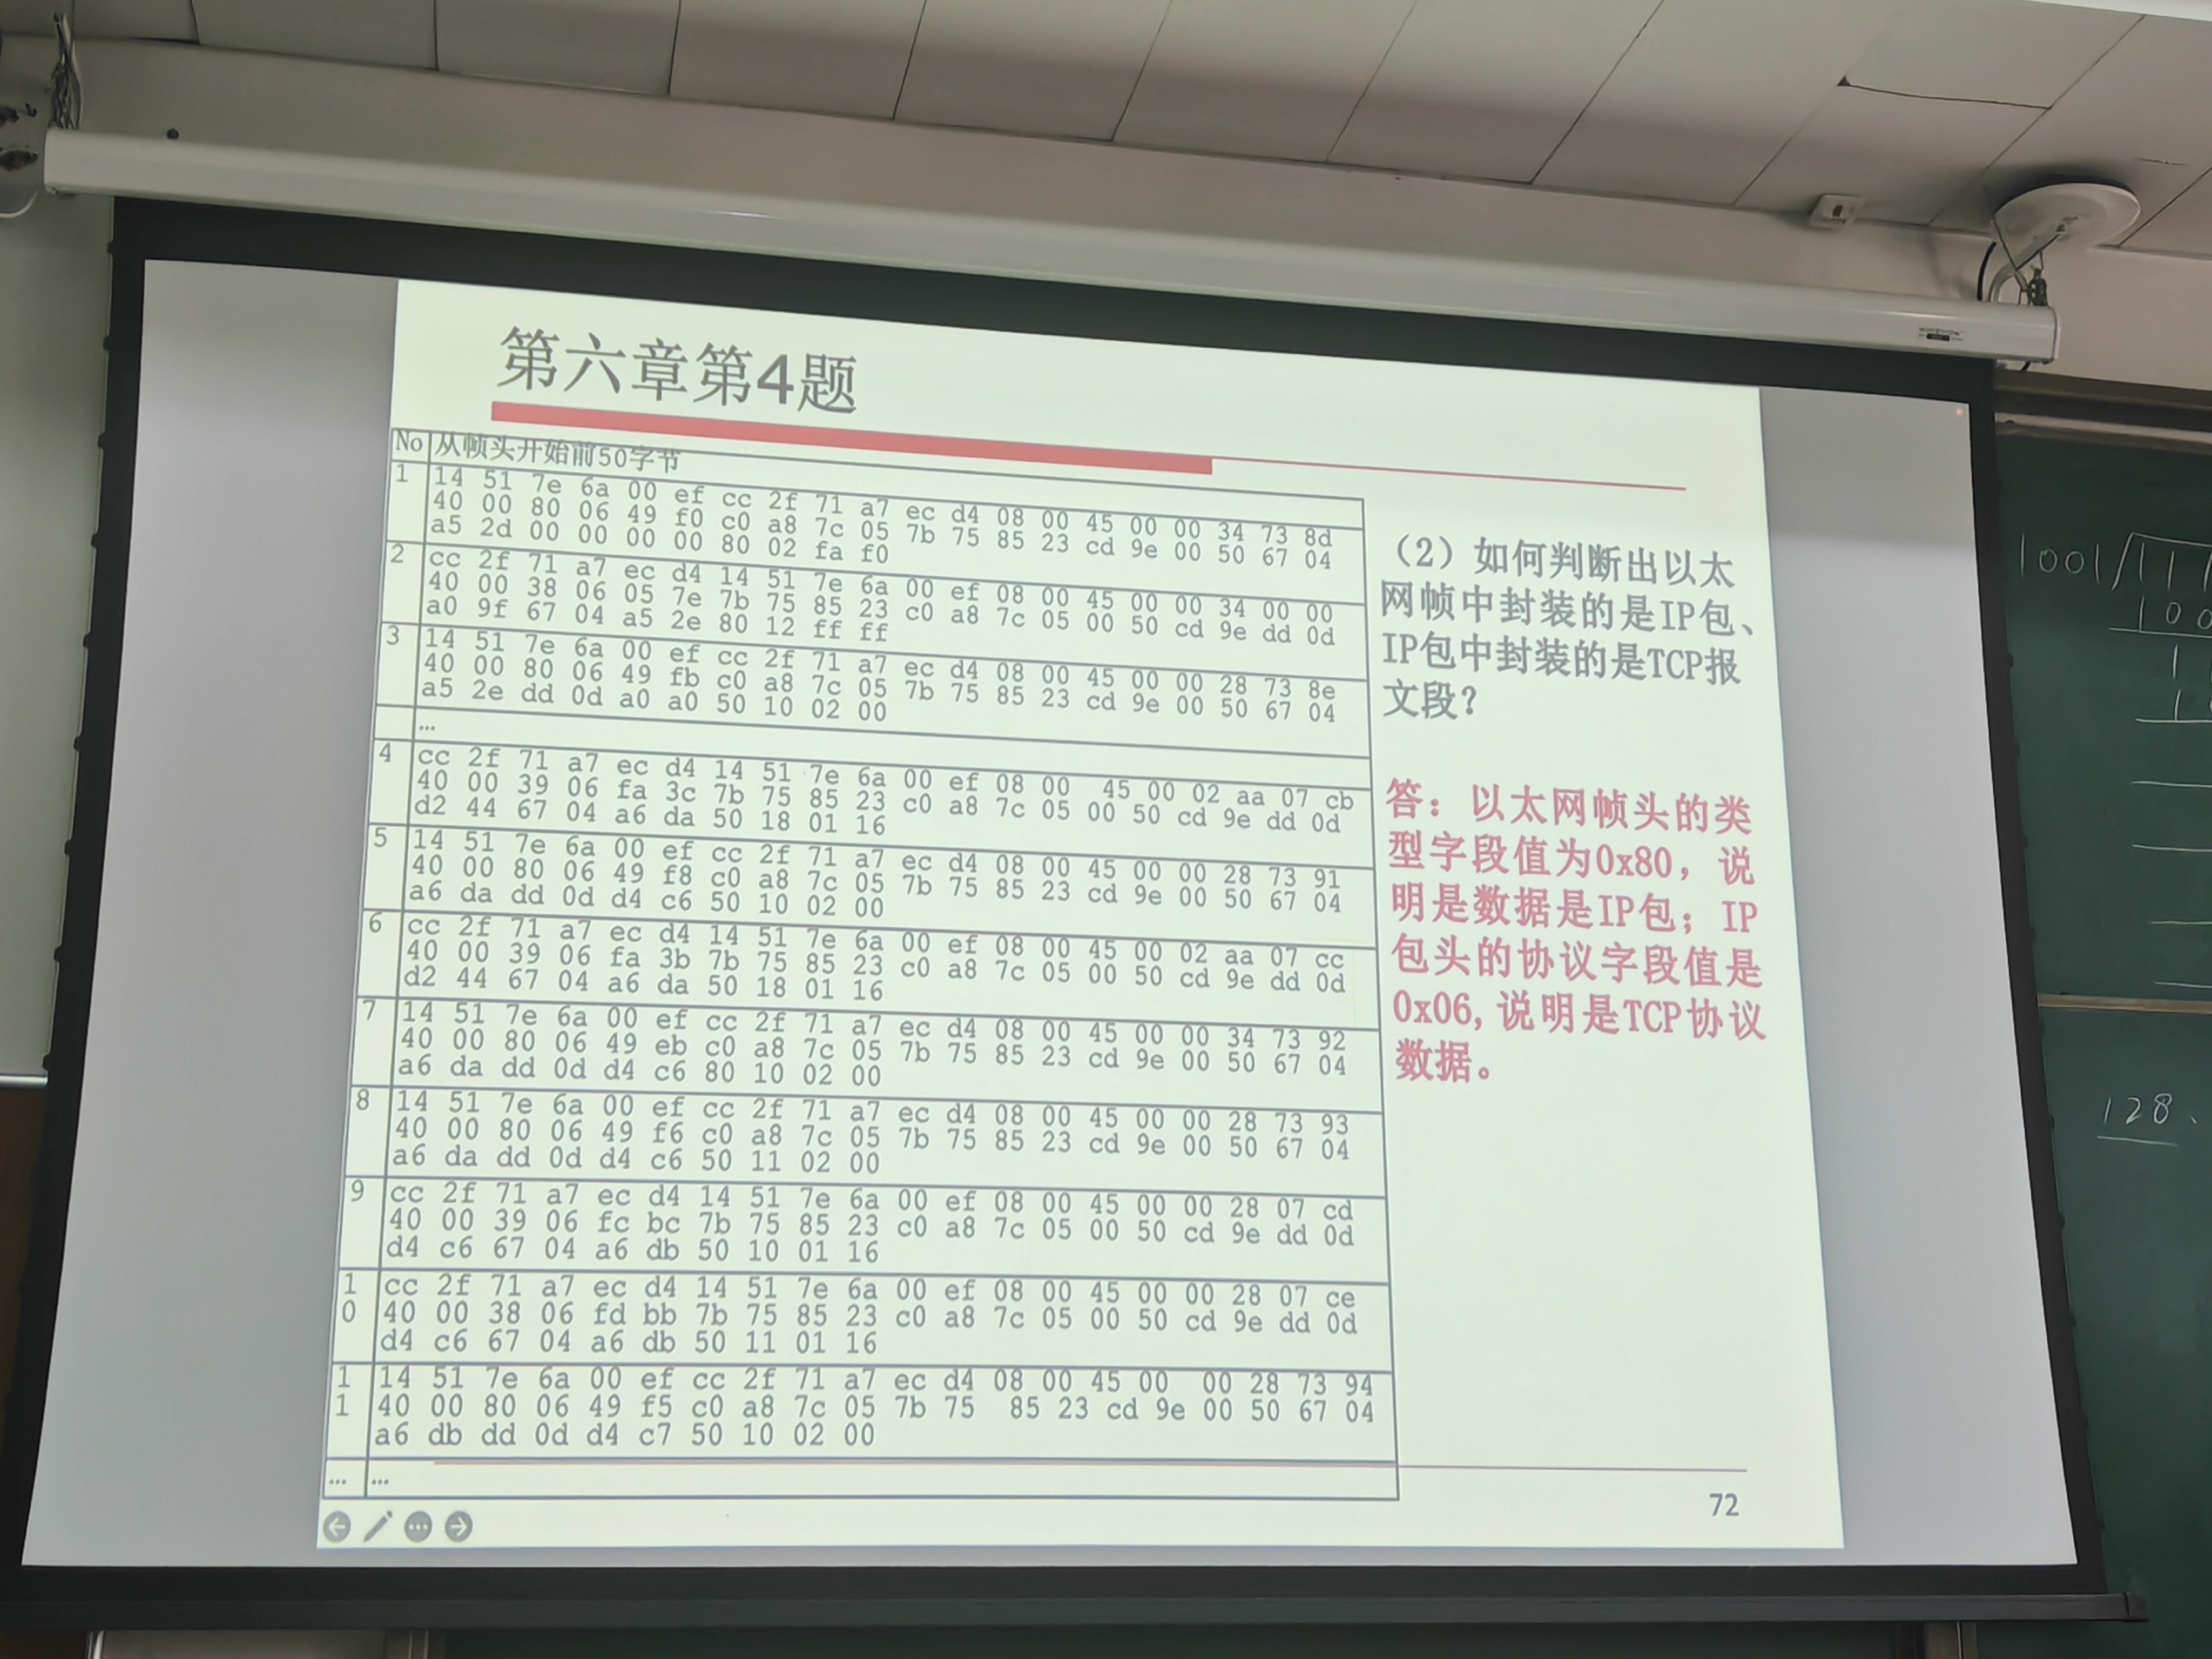 第六章第4题
No 从帧头开始前50字节
1 14 51 7e 6a 00 ef cc 2f 71 a7 ec d4 08 00 45 00 00 34 73 8d
40 00 80 06 49 f0 c0 a8 7c 05 7b 75 85 23 cd 9e 00 50 67 04
a5 2d 00 00 00 00 80 02 fa f0
2 cc 2f 71 a7 ec d4 14 51 7e 6a 00 ef 08 00 45 00 00 34 00 00
40 00 38 06 05 7e 7b 75 85 23 c0 a8 7c 05 00 50 cd 9e dd 0d
a0 9f 67 04 a5 2e 80 12 ff ff
3 14 51 7e 6a 00 ef cc 2f 71 a7 ec d4 08 00 45 00 00 28 73 8e
40 00 80 06 49 fb c0 a8 7c 05 7b 75 85 23 cd 9e 00 50 67 04
a5 2e dd 0d a0 a0 50 10 02 00
…
4 cc 2f 71 a7 ec d4 14 51 7e 6a 00 ef 08 00 45 00 02 aa 07 cb
40 00 39 06 fa 3c 7b 75 85 23 c0 a8 7c 05 00 50 cd 9e dd 0d
d2 44 67 04 a6 da 50 18 01 16
5 14 51 7e 6a 00 ef cc 2f 71 a7 ec d4 08 00 45 00 00 28 73 91
40 00 80 06 49 f8 c0 a8 7c 05 7b 75 85 23 cd 9e 00 50 67 04
a6 da dd 0d d4 c6 50 10 02 00
6 cc 2f 71 a7 ec d4 14 51 7e 6a 00 ef 08 00 45 00 02 aa 07 cc
40 00 39 06 fa 3b 7b 75 85 23 c0 a8 7c 05 00 50 cd 9e dd 0d
d2 44 67 04 a6 da 50 18 01 16
7 14 51 7e 6a 00 ef cc 2f 71 a7 ec d4 08 00 45 00 00 34 73 92
40 00 80 06 49 eb c0 a8 7c 05 7b 75 85 23 cd 9e 00 50 67 04
a6 da dd 0d d4 c6 80 10 02 00
8 14 51 7e 6a 00 ef cc 2f 71 a7 ec d4 08 00 45 00 00 28 73 93
40 00 80 06 49 f6 c0 a8 7c 05 7b 75 85 23 cd 9e 00 50 67 04
a6 da dd 0d d4 c6 50 11 02 00
9 cc 2f 71 a7 ec d4 14 51 7e 6a 00 ef 08 00 45 00 00 28 07 cd
40 00 39 06 fc bc 7b 75 85 23 c0 a8 7c 05 00 50 cd 9e dd 0d
d4 c6 67 04 a6 db 50 10 01 16
10 cc 2f 71 a7 ec d4 14 51 7e 6a 00 ef 08 00 45 00 00 28 07 ce
40 00 38 06 fd bb 7b 75 85 23 c0 a8 7c 05 00 50 cd 9e dd 0d
d4 c6 67 04 a6 db 50 11 01 16
11 14 51 7e 6a 00 ef cc 2f 71 a7 ec d4 08 00 45 00 00 28 73 94
40 00 80 06 49 f5 c0 a8 7c 05 7b 75 85 23 cd 9e 00 50 67 04
a6 db dd 0d d4 c7 50 10 02 00
… …
（2）如何判断出以太
网帧中封装的是IP包、
IP包中封装的是TCP报
文段？
答：以太网帧头的类
型字段值为0x80，说
明是数据是IP包；IP
包头的协议字段值是
0x06,说明是TCP协议
数据。
72
1001
128.